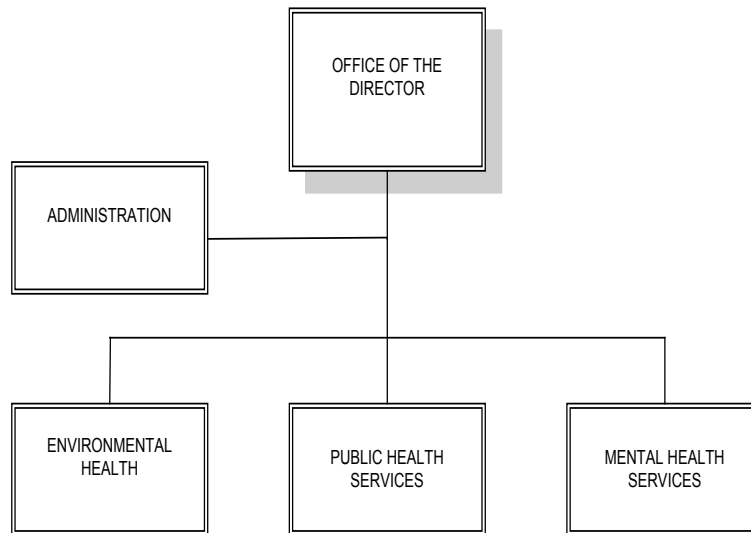 OFFICE OF THE
DIRECTOR
ADMINISTRATION
ENVIRONMENTAL
HEALTH
PUBLIC HEALTH
SERVICES
MENTAL HEALTH
SERVICES